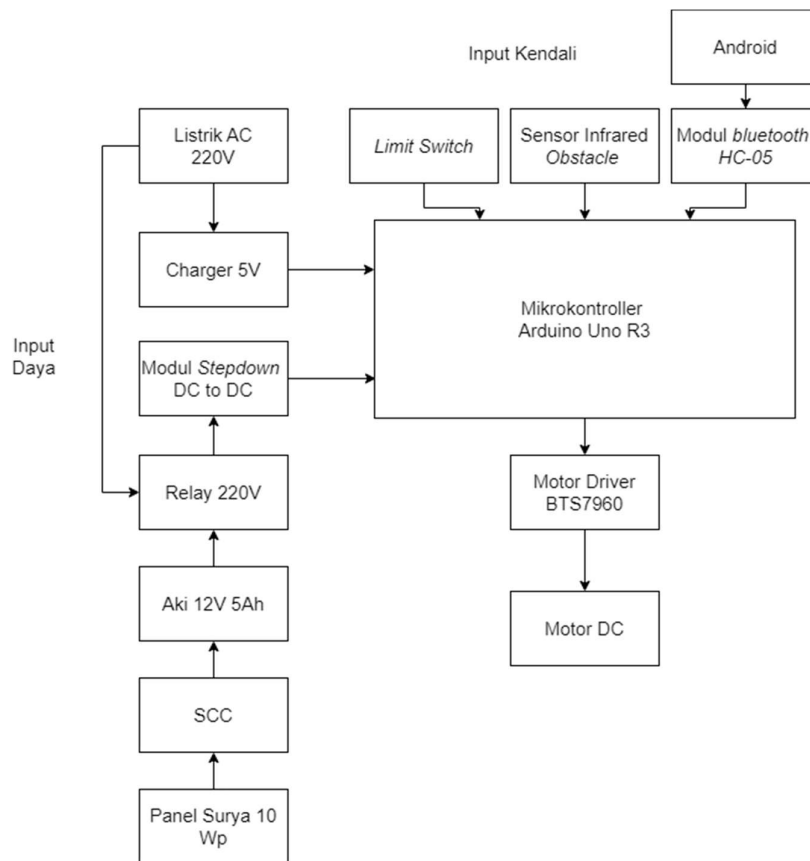 Android
Input Kendali
Listrik AC
220V
Limit Switch
Sensor Infrared
Obstacle
Modul bluetooth
HC-05
Charger 5V
Mikrokontroller
Arduino Uno R3
Input
Daya
Modul Stepdown
DC to DC
Relay 220V
Motor Driver
BTS7960
Aki 12V 5Ah
Motor DC
SCC
Panel Surya 10
Wp